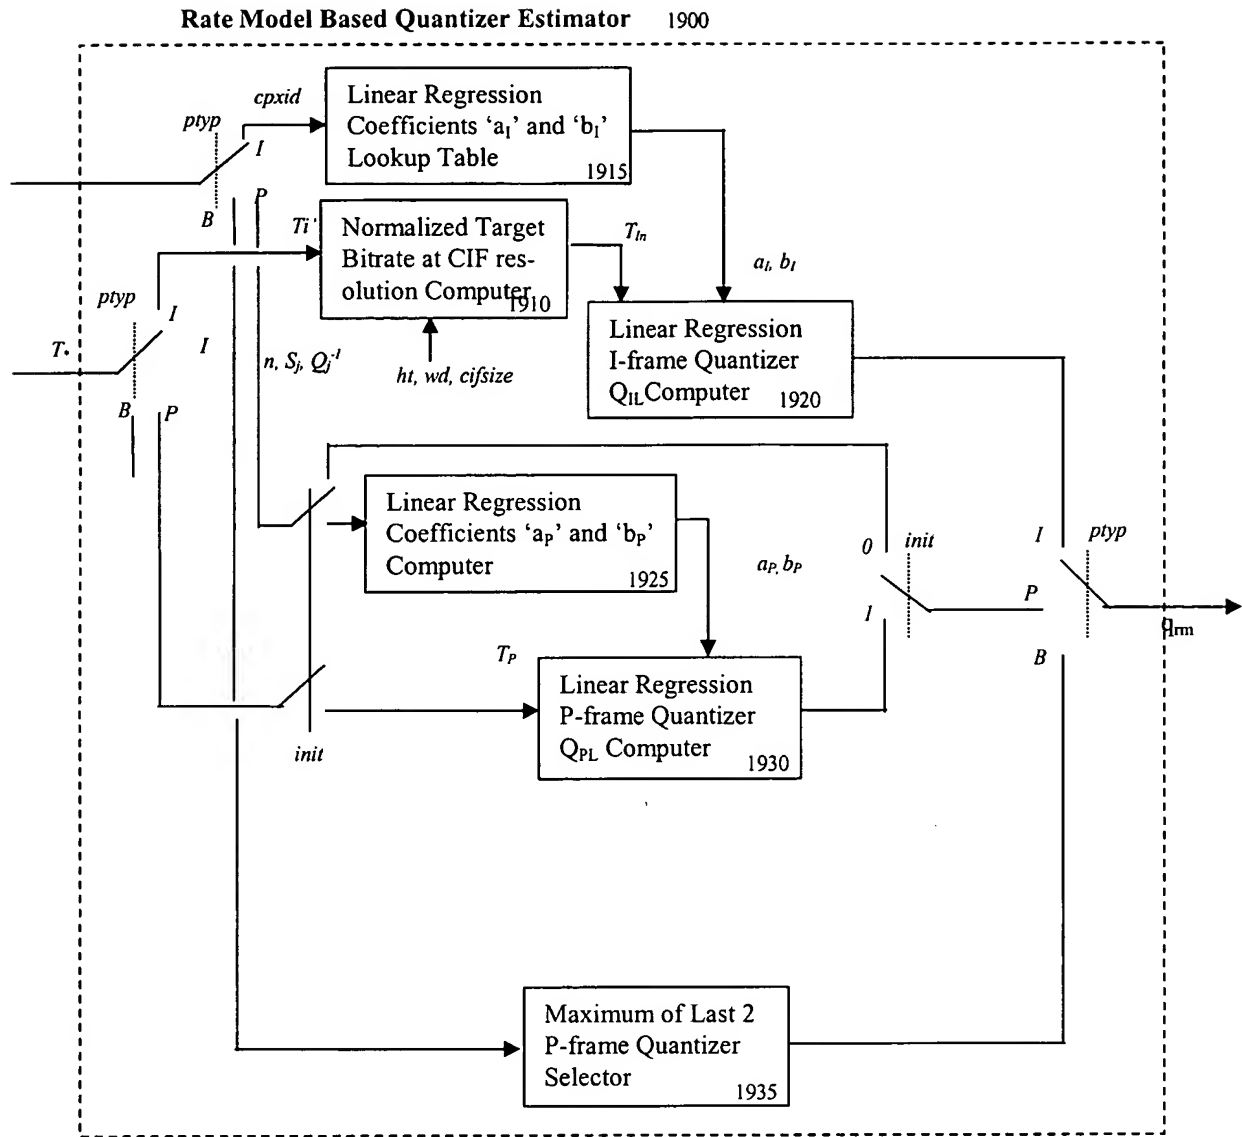 Rate Model Based Quantizer Estimator 1900
cpxid
ptyp
I
P
B
Linear Regression
Coefficients 'aI' and 'bI'
Lookup Table
1915
Ti'
Normalized Target
Bitrate at CIF res-
olution Computer
1910
TIn
aI, bI
ptyp
I
I
T*
B
P
n, Sj, Qj-1
ht, wd, cifsize
Linear Regression
I-frame Quantizer
QIL Computer
1920
Linear Regression
Coefficients 'aP' and 'bP'
Computer
1925
aP, bP
0
init
I
I
ptyp
P
B
qrm
TP
Linear Regression
P-frame Quantizer
QPL Computer
1930
init
Maximum of Last 2
P-frame Quantizer
Selector
1935